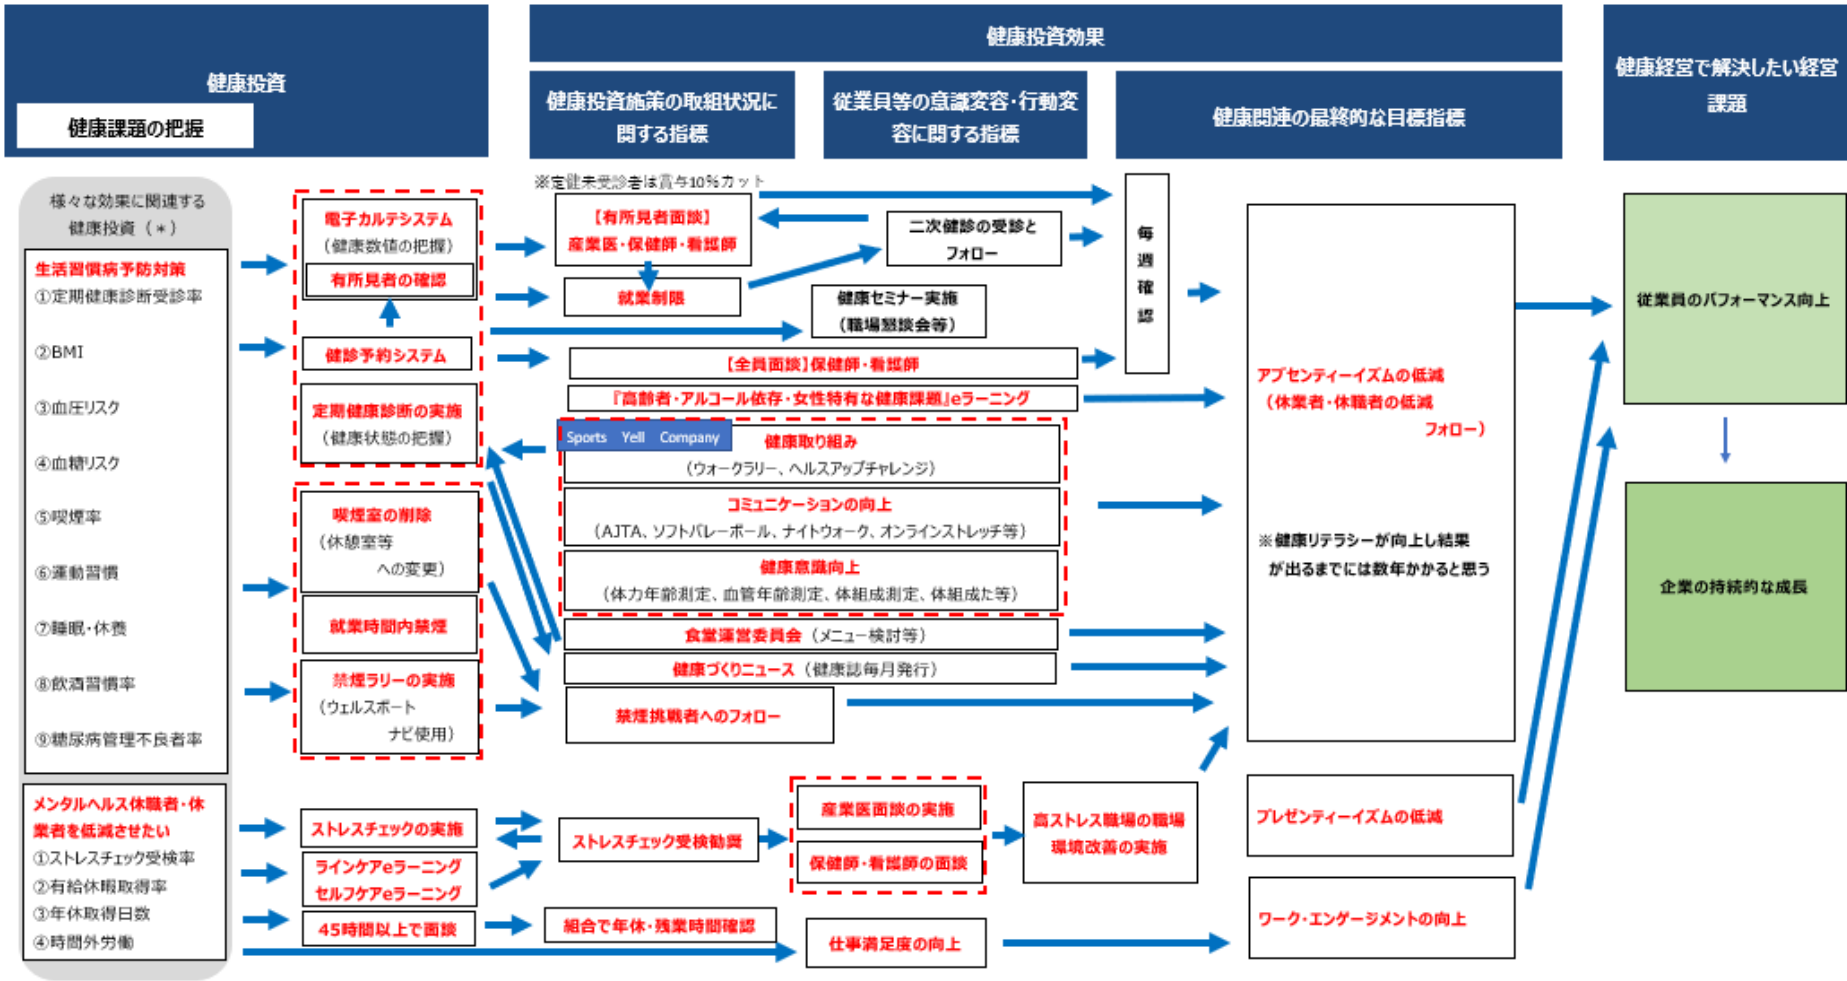 健康投資
健康課題の把握
健康投資効果
健康投資施策の取組状況に
関する指標
従業員等の意識変容・行動変
容に関する指標
健康関連の最終的な目標指標
健康経営で解決したい経営
課題
様々な効果に関連する
健康投資（＊）
生活習慣病予防対策
①定期健康診断受診率
②BMI
③血圧リスク
④血糖リスク
⑤喫煙率
⑥運動習慣
⑦睡眠・休養
⑧飲酒習慣率
⑨糖尿病管理不良者率
メンタルヘルス休職者・休
業者を低減させたい
①ストレスチェック受検率
②有給休暇取得率
③年休取得日数
④時間外労働
電子カルテシステム
（健康数値の把握）
有所見者の確認
健診予約システム
定期健康診断の実施
（健康状態の把握）
喫煙室の削除
（休憩室等
への変更）
就業時間内禁煙
禁煙ラリーの実施
（ウェルスポート
ナビ使用）
ストレスチェックの実施
ラインケアeラーニング
セルフケアeラーニング
45時間以上で面談
※定健未受診者は賞与10％カット
【有所見者面談】
産業医・保健師・看護師
就業制限
二次健診の受診と
フォロー
健康セミナー実施
（職場懇談会等）
【全員面談】保健師・看護師
『高齢者・アルコール依存・女性特有な健康課題』eラーニング
Sports Yell Company
健康取り組み
（ウォークラリー、ヘルスアップチャレンジ）
コミュニケーションの向上
（AJTA、ソフトバレーボール、ナイトウォーク、オンラインストレッチ等）
健康意識向上
（体力年齢測定、血管年齢測定、体組成測定、体組成た等）
食堂運営委員会（メニュー検討等）
健康づくりニュース（健康誌毎月発行）
禁煙挑戦者へのフォロー
ストレスチェック受検勧奨
産業医面談の実施
保健師・看護師の面談
高ストレス職場の職場
環境改善の実施
組合で年休・残業時間確認
仕事満足度の向上
毎
週
確
認
アブセンティーイズムの低減
（休業者・休職者の低減
フォロー）
※健康リテラシーが向上し結果
が出るまでには数年かかると思う
プレゼンティーイズムの低減
ワーク・エンゲージメントの向上
従業員のパフォーマンス向上
企業の持続的な成長